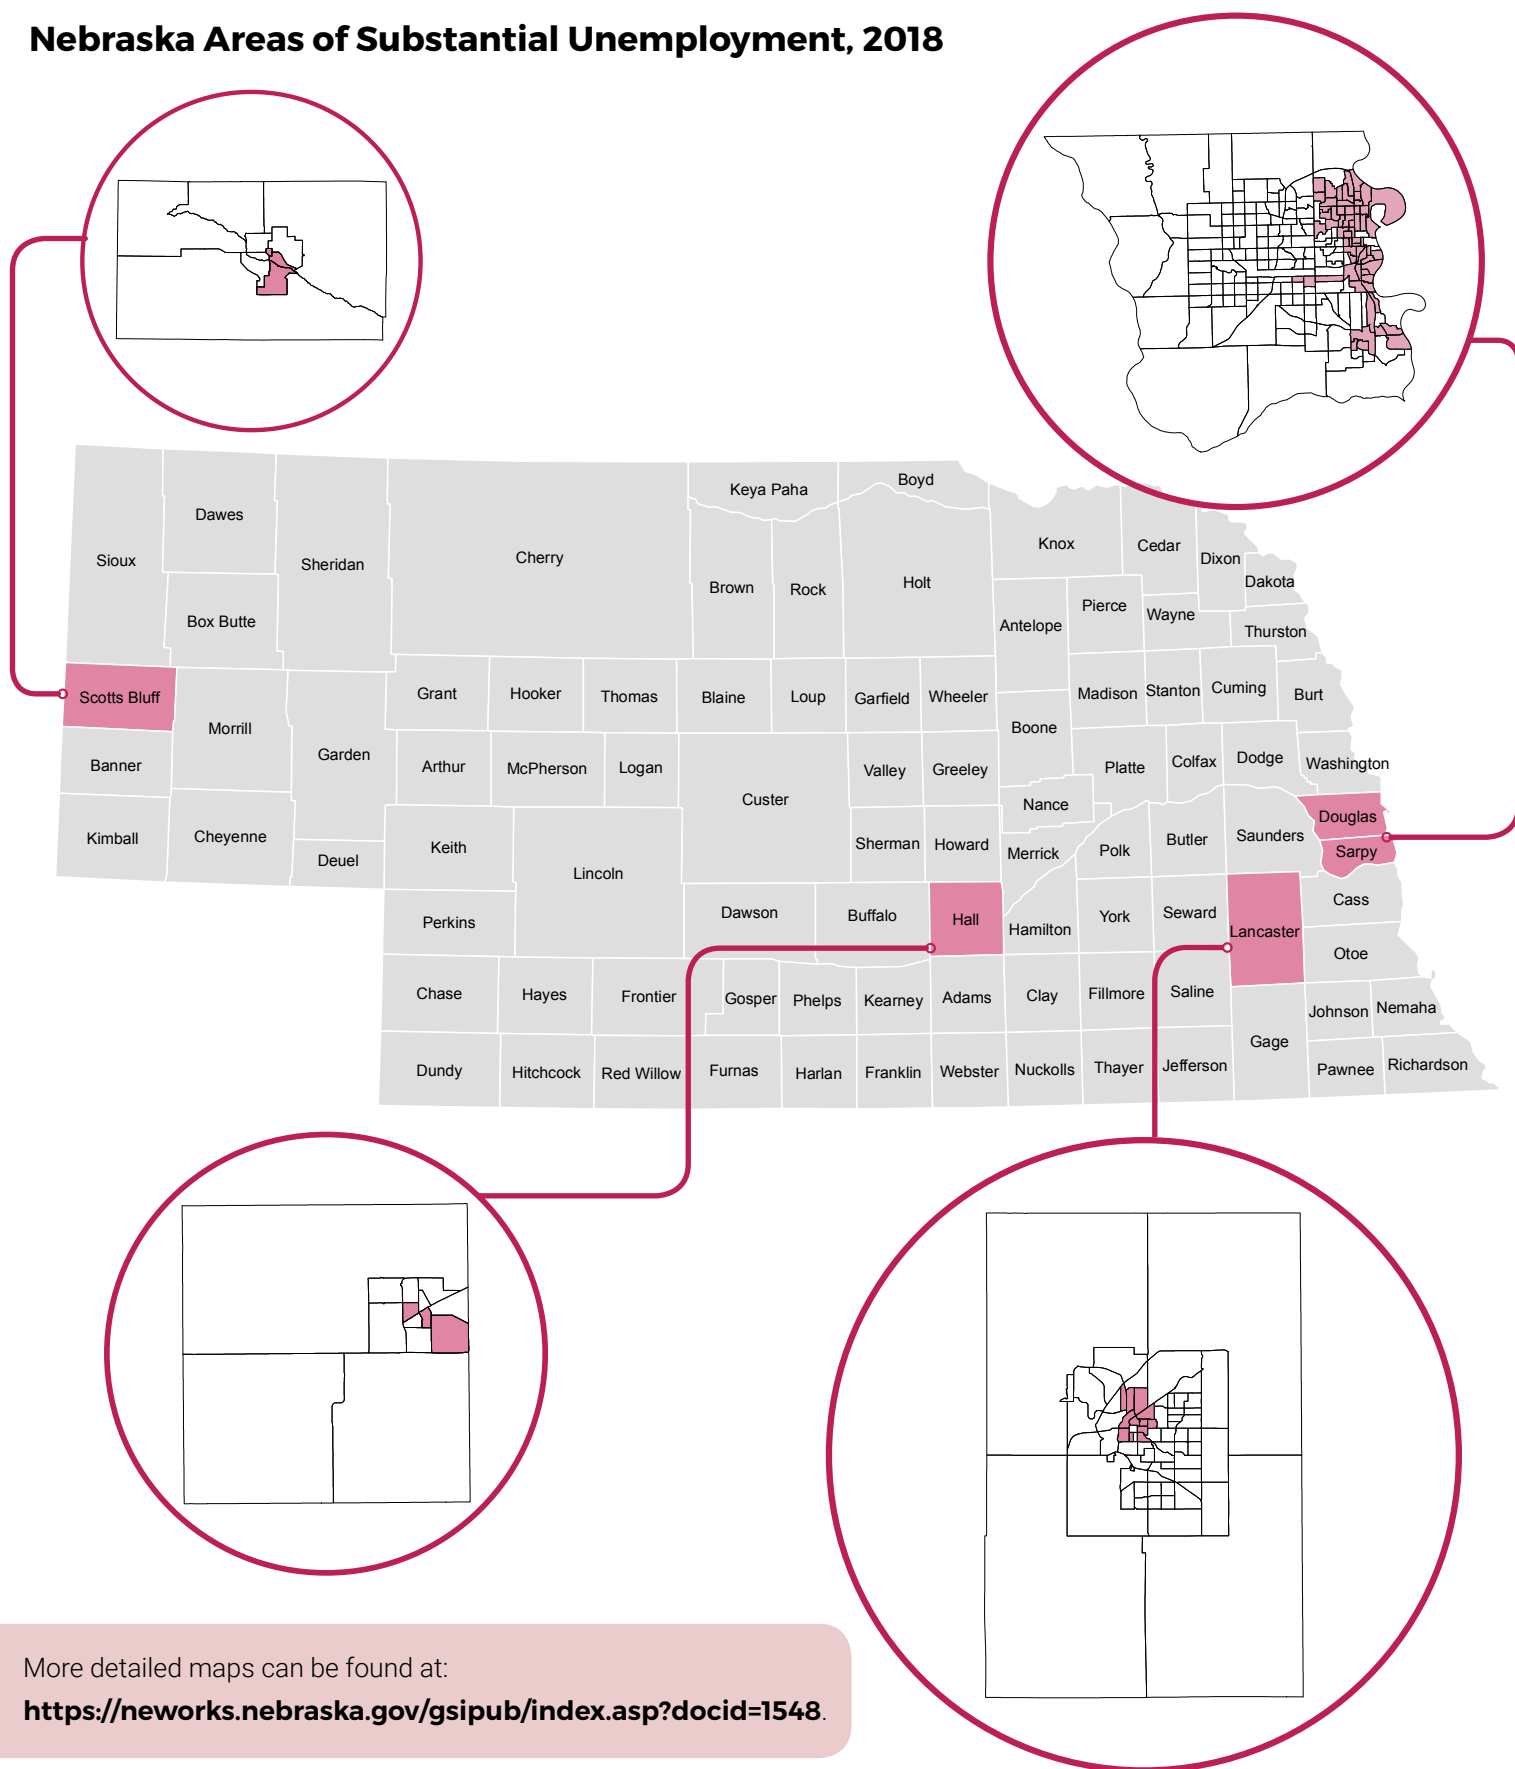 Nebraska Areas of Substantial Unemployment, 2018
Boyd
Keya Paha
Dawes
Knox
Cedar
Cherry
Dixon
Sioux
Sheridan
Holt
Dakota
Brown
Rock
Pierce
Wayne
Box Butte
Antelope
Thurston
Scotts Bluff
Grant
Hooker
Thomas
Blaine
Loup
Garfield
Wheeler
Madison
Stanton
Cuming
Burt
Morrill
Boone
Garden
Banner
Arthur
McPherson
Logan
Valley
Greeley
Platte
Colfax
Dodge
Washington
Custer
Nance
Douglas
Kimball
Cheyenne
Keith
Sherman
Howard
Merrick
Polk
Butler
Saunders
Sarpy
Deuel
Lincoln
Perkins
Dawson
Buffalo
Hall
Hamilton
York
Seward
Cass
Lancaster
Otoe
Chase
Hayes
Frontier
Gosper
Phelps
Kearney
Adams
Clay
Fillmore
Saline
Johnson
Nemaha
Gage
Dundy
Hitchcock
Red Willow
Furnas
Harlan
Franklin
Webster
Nuckolls
Thayer
Jefferson
Pawnee
Richardson
More detailed maps can be found at:
https://neworks.nebraska.gov/gsipub/index.asp?docid=1548.